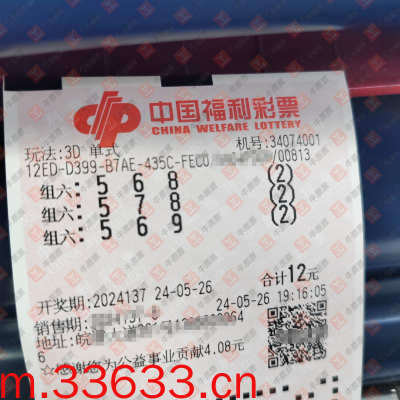 中国福利彩票
CHINA WELFARE LOTTERY
玩法:3D 单式 机号:34074001
12ED-D399-B7AE-435C-FEC0 /00813
组六: 5 6 8 (2)
组六: 5 7 8 (2)
组六: 5 6 9 (2)
合计12元
开奖期:2024137 24-05-26
销售期: 24-05-26 19:16:05
地址:皖
6
☆感谢您为公益事业贡献4.08元
m.33633.cn